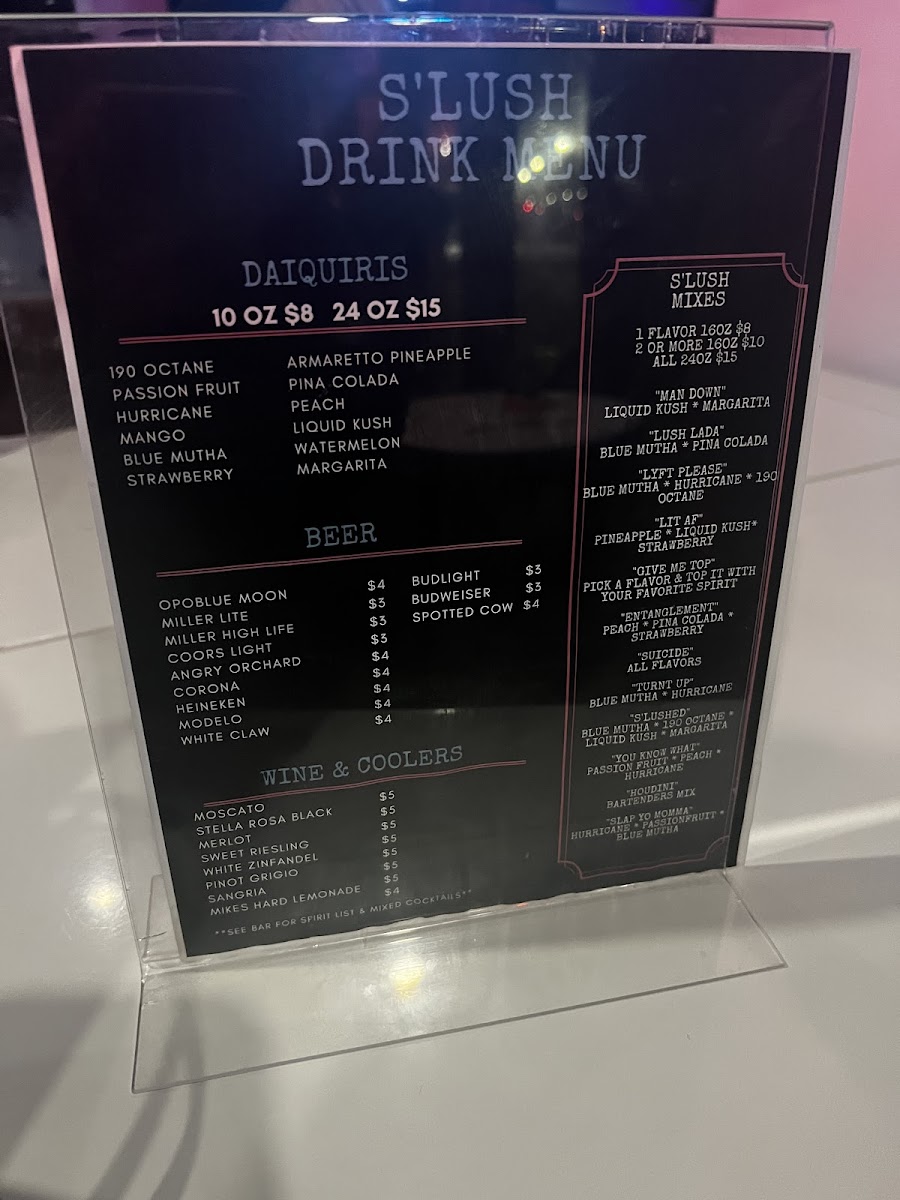 S'LUSH
DRINK MENU
DAIQUIRIS
10 OZ $8 24 OZ $15
190 OCTANE
PASSION FRUIT
HURRICANE
MANGO
BLUE MUTHA
STRAWBERRY
ARMARETTO PINEAPPLE
PINA COLADA
PEACH
LIQUID KUSH
WATERMELON
MARGARITA
BEER
OPOBLUE MOON $4
MILLER LITE $3
MILLER HIGH LIFE $3
COORS LIGHT $3
ANGRY ORCHARD $4
CORONA $4
HEINEKEN $4
MODELO $4
WHITE CLAW $4
BUDLIGHT $3
BUDWEISER $3
SPOTTED COW $4
WINE & COOLERS
MOSCATO $5
STELLA ROSA BLACK $5
MERLOT $5
SWEET RIESLING $5
WHITE ZINFANDEL $5
PINOT GRIGIO $5
SANGRIA $5
MIKES HARD LEMONADE $4
**SEE BAR FOR SPIRIT LIST & MIXED COCKTAILS**
S'LUSH
MIXES
1 FLAVOR 16OZ $8
2 OR MORE 16OZ $10
ALL 24OZ $15
"MAN DOWN"
LIQUID KUSH * MARGARITA
"LUSH LADA"
BLUE MUTHA * PINA COLADA
"LYFT PLEASE"
BLUE MUTHA * HURRICANE * 190
OCTANE
"LIT AF"
PINEAPPLE * LIQUID KUSH*
STRAWBERRY
"GIVE ME TOP"
PICK A FLAVOR & TOP IT WITH
YOUR FAVORITE SPIRIT
"ENTANGLEMENT"
PEACH * PINA COLADA *
STRAWBERRY
"SUICIDE"
ALL FLAVORS
"TURNT UP"
BLUE MUTHA * HURRICANE
"S'LUSHED"
BLUE MUTHA * 190 OCTANE *
LIQUID KUSH * MARGARITA
"YOU KNOW WHAT"
PASSION FRUIT * PEACH *
HURRICANE
"HOUDINI"
BARTENDERS MIX
"SLAP YO MOMMA"
HURRICANE * PASSIONFRUIT *
BLUE MUTHA